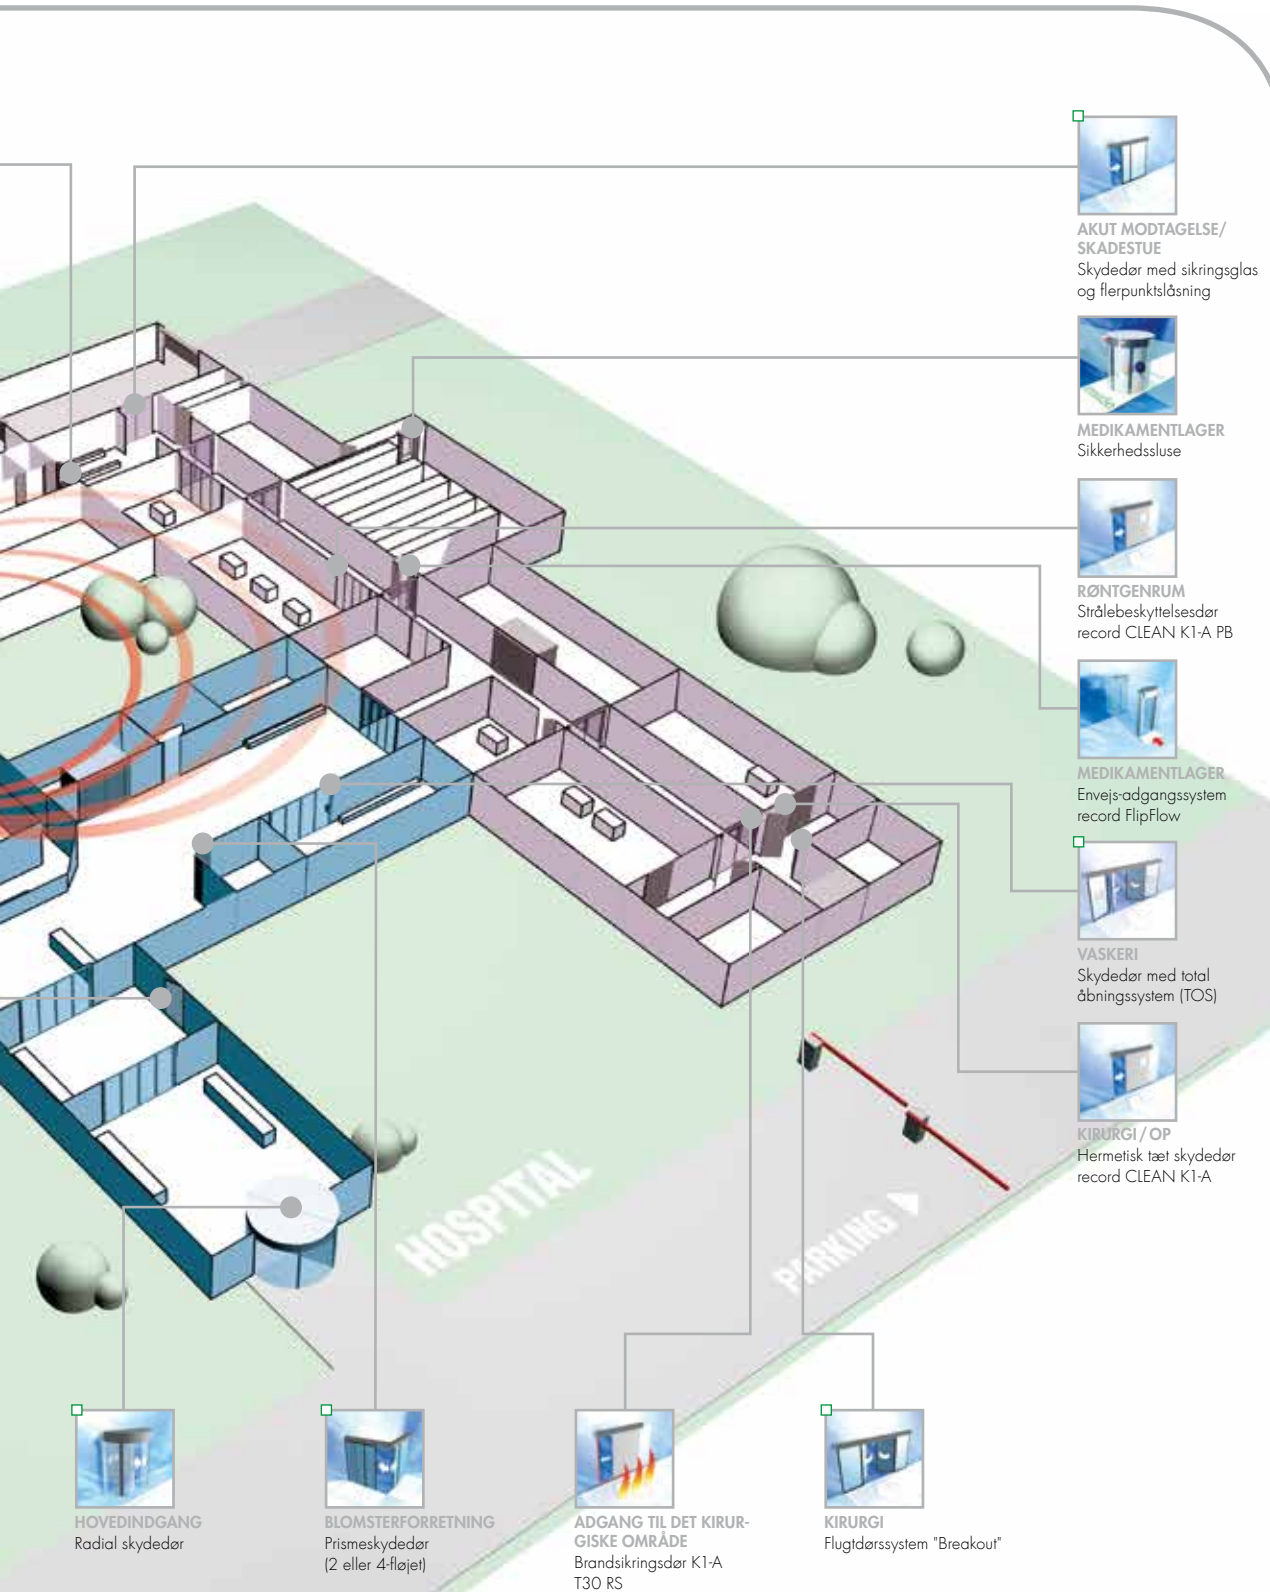 AKUT MODTAGELSE/
SKADESTUE
Skydedør med sikringsglas
og flerpunktslåsning
MEDIKAMENTLAGER
Sikkerhedssluse
RØNTGENRUM
Strålebeskyttelsesdør
record CLEAN K1-A PB
MEDIKAMENTLAGER
Envejs-adgangssystem
record FlipFlow
VASKERI
Skydedør med total
åbningssystem (TOS)
KIRURGI / OP
Hermetisk tæt skydedør
record CLEAN K1-A
HOSPITAL
PARKING
HOVEDINDGANG
Radial skydedør
BLOMSTERFORRETNING
Prismeskydedør
(2 eller 4-fløjet)
ADGANG TIL DET KIRUR-
GISKE OMRÅDE
Brandsikringsdør K1-A
T30 RS
KIRURGI
Flugtdørssystem "Breakout"